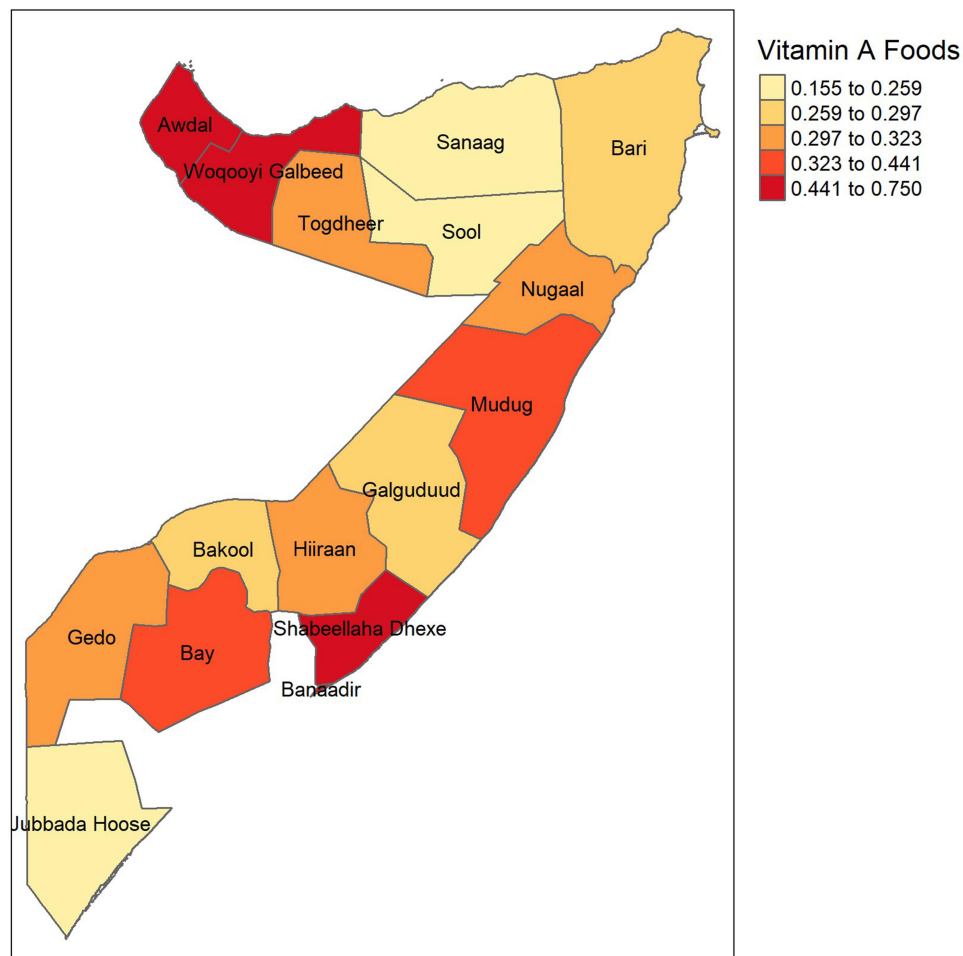 Vitamin A Foods
0.155 to 0.259
0.259 to 0.297
0.297 to 0.323
0.323 to 0.441
0.441 to 0.750
Awdal
Woqooyi Galbeed
Togdheer
Sanaag
Sool
Bari
Nugaal
Mudug
Galguduud
Hiiraan
Bakool
Shabeellaha Dhexe
Gedo
Bay
Banaadir
Jubbada Hoose